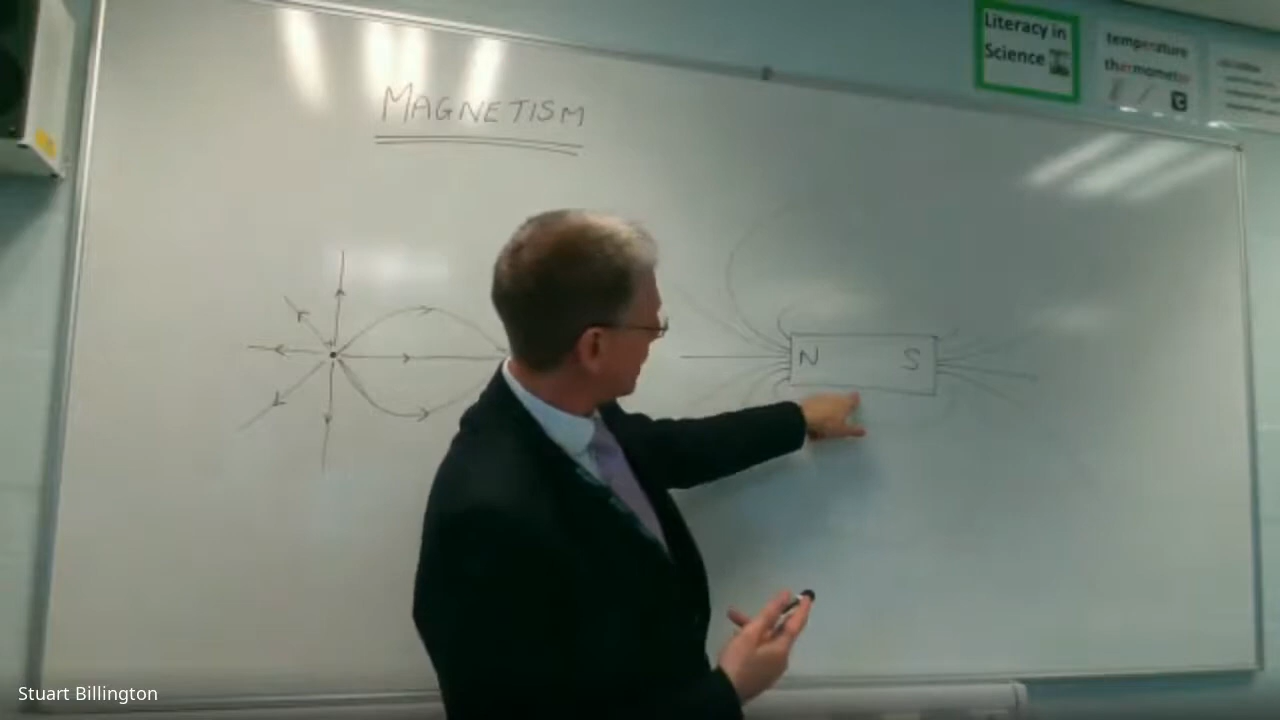 Literacy in
Science
temperature
thermometer
MAGNETISM
N S
Stuart Billington